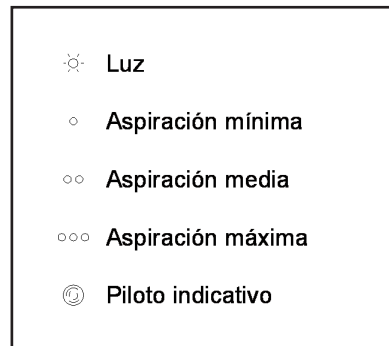 Luz
Aspiración mínima
Aspiración media
Aspiración máxima
Piloto indicativo